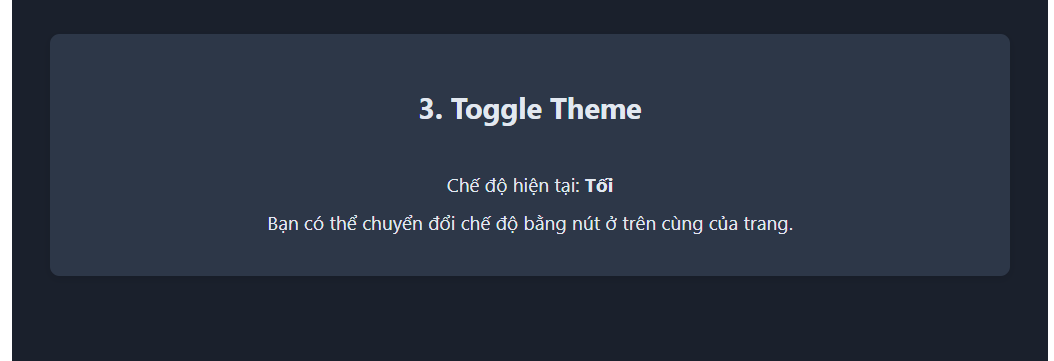 3. Toggle Theme
Chế độ hiện tại: Tối
Bạn có thể chuyển đổi chế độ bằng nút ở trên cùng của trang.